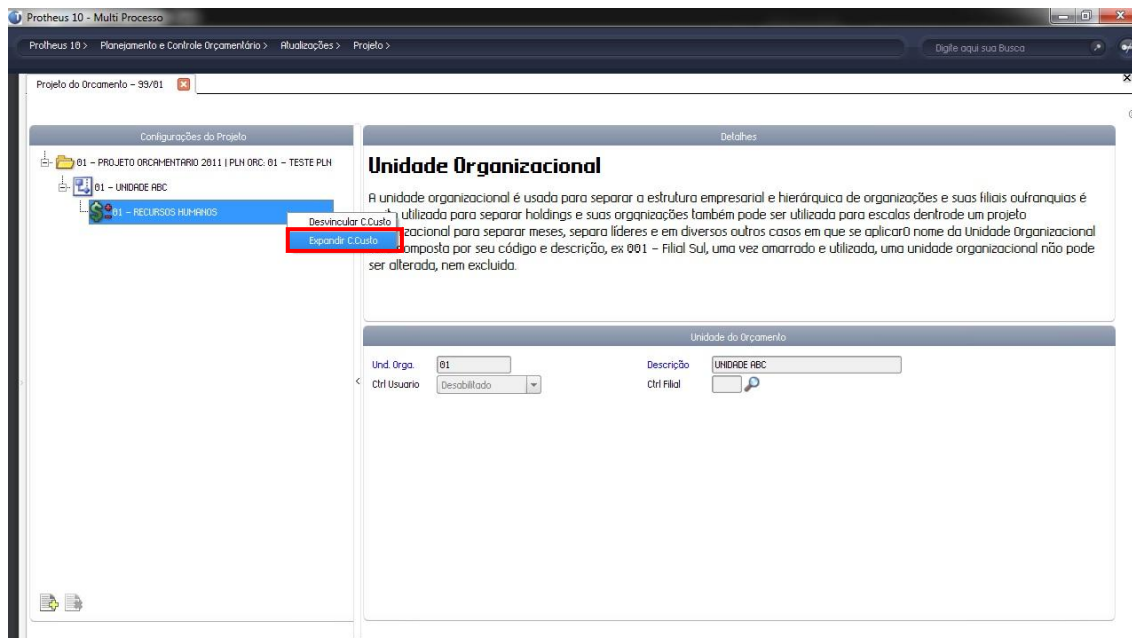 Protheus 10 - Multi Processo
Protheus 10 > Planejamento e Controle Orçamentário > Atualizações > Projeto >
Digite aqui sua Busca
Projeto do Orcamento - 99/01
Configurações do Projeto
Detalhes
01 - PROJETO ORCAMENTARIO 2011 | PLN ORC: 01 - TESTE PLN
01 - UNIDADE ABC
01 - RECURSOS HUMANOS
Desvincular C.Custo
Expandir C.Custo
Unidade Organizacional
A unidade organizacional é usada para separar a estrutura empresarial e hierárquica de organizações e suas filiais oufranquias é
utilizada para separar holdings e suas organizações também pode ser utilizada para escalas dentrode um projeto
zacional para separar meses, separa líderes e em diversos outros casos em que se aplicar0 nome da Unidade Organizacional
omposta por seu código e descrição, ex 001 - Filial Sul, uma vez amarrado e utilizada, uma unidade organizacional não pode
ser alterada, nem excluida.
Unidade do Orçamento
Und. Orga. 01 Descrição UNIDADE ABC
Ctrl Usuario Desabilitado Ctrl Filial